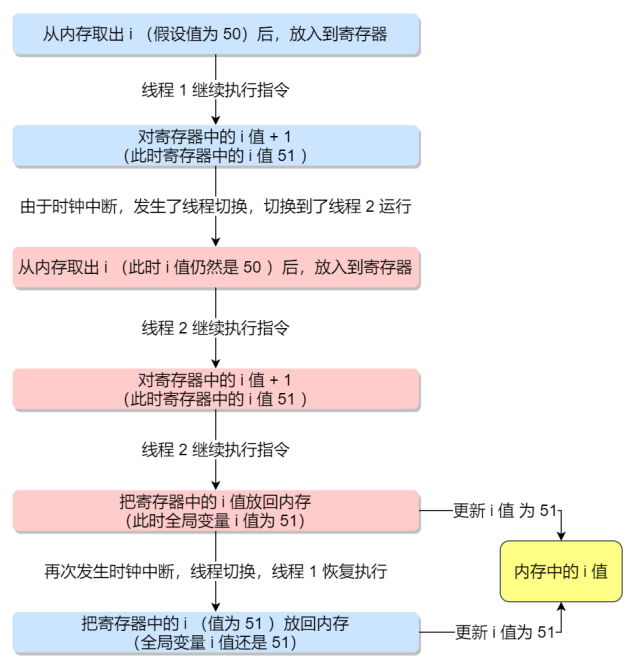 从内存取出 i （假设值为 50）后，放入到寄存器
线程 1 继续执行指令
对寄存器中的 i 值 + 1
（此时寄存器中的 i 值 51 ）
由于时钟中断，发生了线程切换，切换到了线程 2 运行
从内存取出 i （此时 i 值仍然是 50 ）后，放入到寄存器
线程 2 继续执行指令
对寄存器中的 i 值 + 1
（此时寄存器中的 i 值 51 ）
线程 2 继续执行指令
把寄存器中的 i 值放回内存
（此时全局变量 i 值为 51）
更新 i 值 为 51
再次发生时钟中断，线程切换，线程 1 恢复执行
内存中的 i 值
把寄存器中的 i （值为 51 ）放回内存
（全局变量 i 值还是 51）
更新 i 值为 51